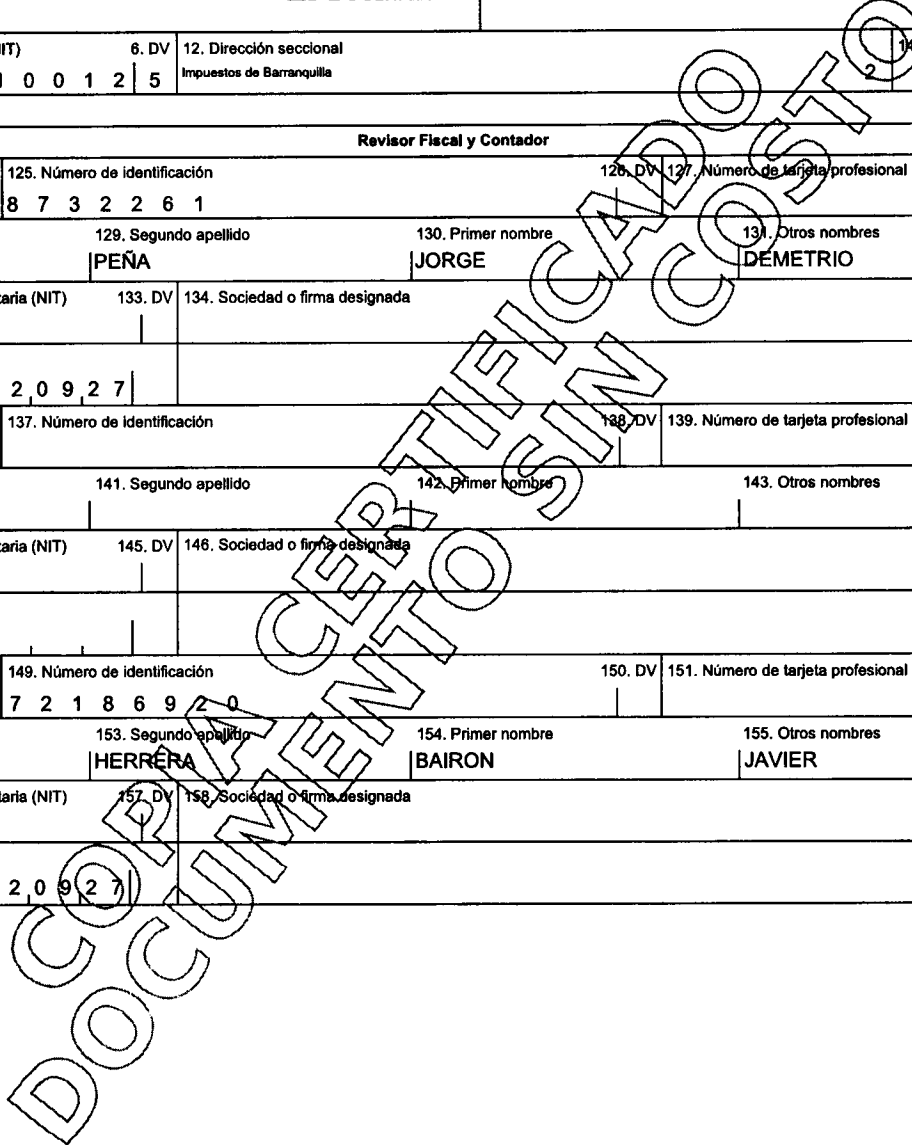 IT) 6. DV 12. Dirección seccional
0 0 1 2 5 Impuestos de Barranquilla 2
Revisor Fiscal y Contador
125. Número de identificación 126. DV 127. Número de tarjeta profesional
8 7 3 2 2 6 1
129. Segundo apellido 130. Primer nombre 131. Otros nombres
PEÑA JORGE DEMETRIO
taria (NIT) 133. DV 134. Sociedad o firma designada
2 0 9 2 7
137. Número de identificación 138. DV 139. Número de tarjeta profesional
141. Segundo apellido 142. Primer nombre 143. Otros nombres
taria (NIT) 145. DV 146. Sociedad o firma designada
149. Número de identificación 150. DV 151. Número de tarjeta profesional
7 2 1 8 6 9 2 0
153. Segundo apellido 154. Primer nombre 155. Otros nombres
HERRERA BAIRON JAVIER
taria (NIT) 157. DV 158. Sociedad o firma designada
2 0 9 2 7
COPIA CERTIFICADO
DOCUMENTO SIN COSTO